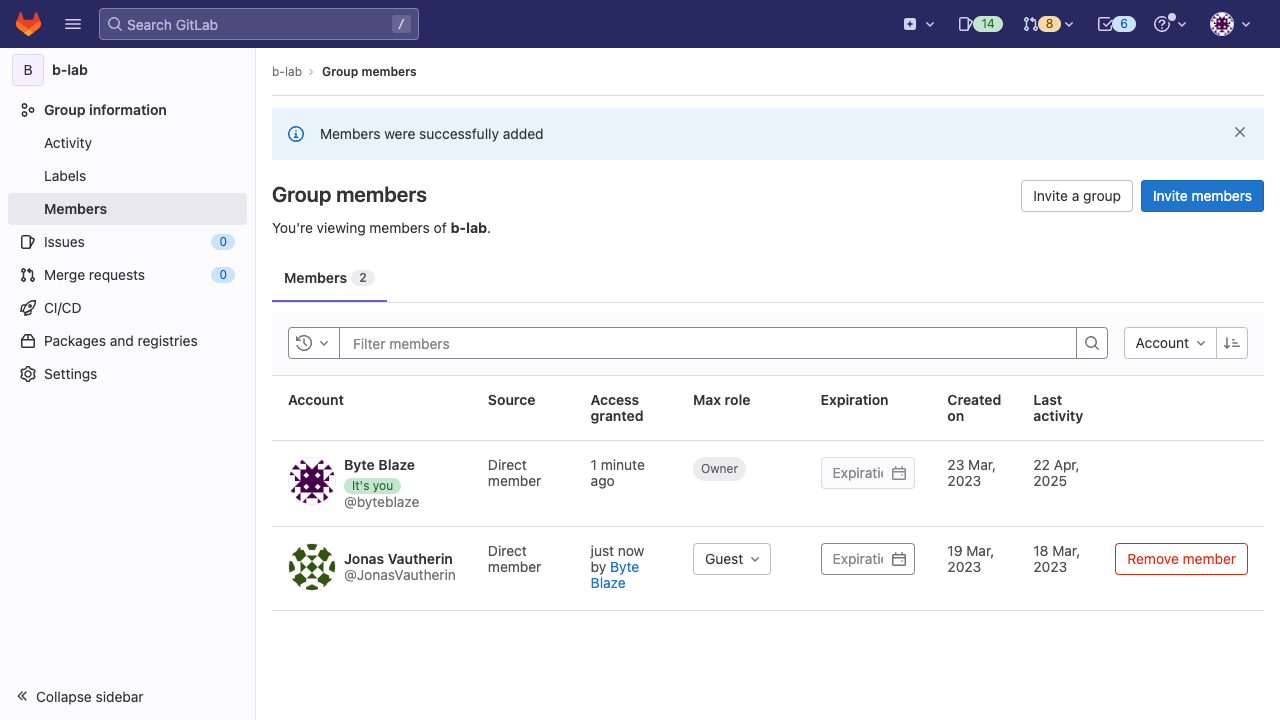 Search GitLab
/
14
8
6
B
b-lab
Group information
Activity
Labels
Members
Issues
0
Merge requests
0
CI/CD
Packages and registries
Settings
Collapse sidebar
b-lab
Group members
Members were successfully added
Group members
Invite a group
Invite members
You're viewing members of b-lab.
Members 2
Filter members
Account
Account
Source
Access
granted
Max role
Expiration
Created
on
Last
activity
Byte Blaze
It's you
@byteblaze
Direct
member
1 minute
ago
Owner
Expiratic
23 Mar,
2023
22 Apr,
2025
Jonas Vautherin
@JonasVautherin
Direct
member
just now
by Byte
Blaze
Guest
Expiratic
19 Mar,
2023
18 Mar,
2023
Remove member